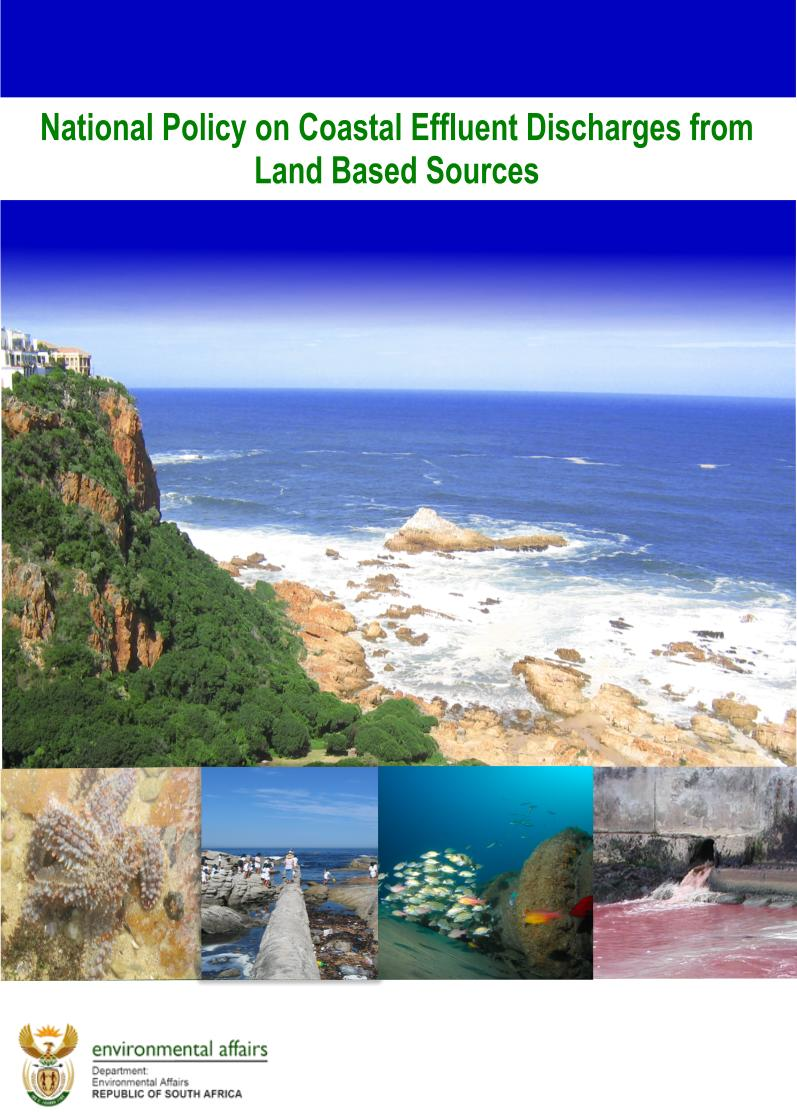 National Policy on Coastal Effluent Discharges from
Land Based Sources
environmental affairs
Department:
Environmental Affairs
REPUBLIC OF SOUTH AFRICA